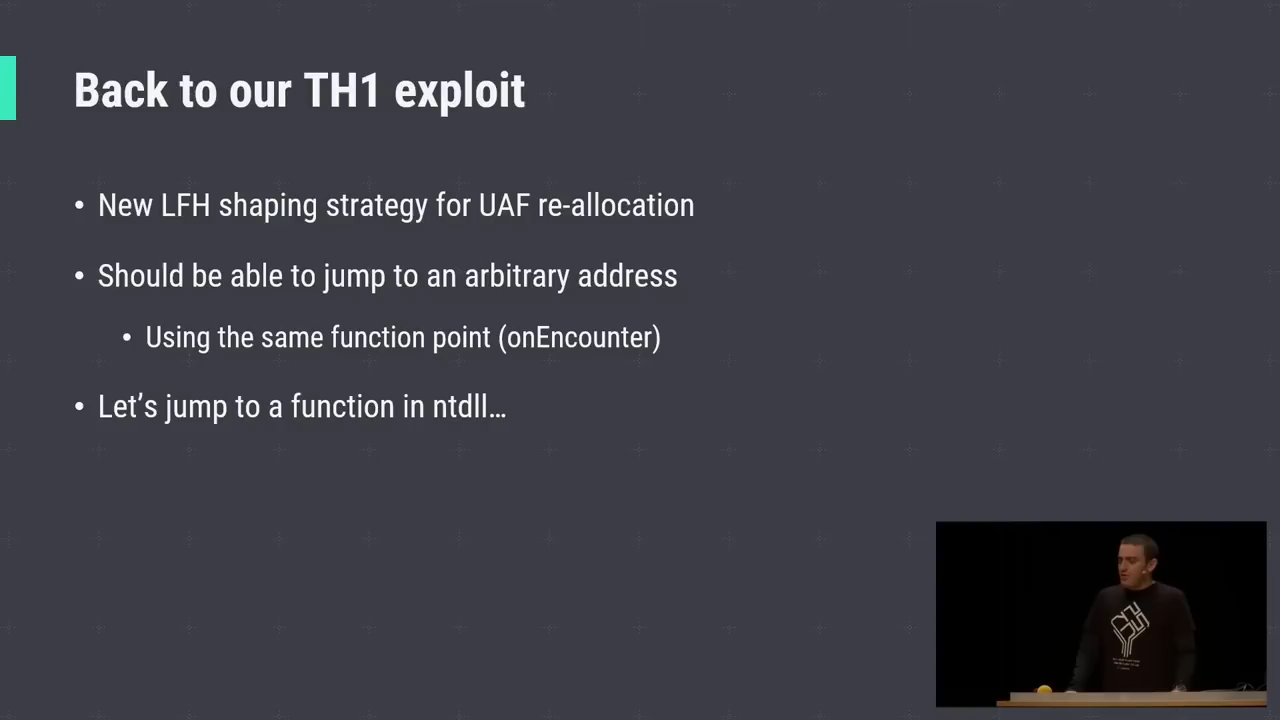 Back to our TH1 exploit
• New LFH shaping strategy for UAF re-allocation
• Should be able to jump to an arbitrary address
• Using the same function point (onEncounter)
• Let’s jump to a function in ntdll…